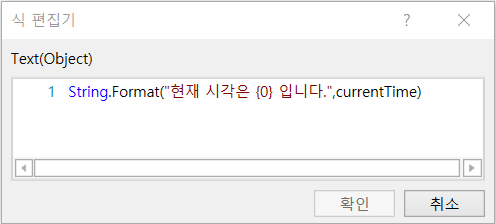 식 편집기
Text(Object)
1 String.Format("현재 시각은 {0} 입니다.",currentTime)
확인 취소